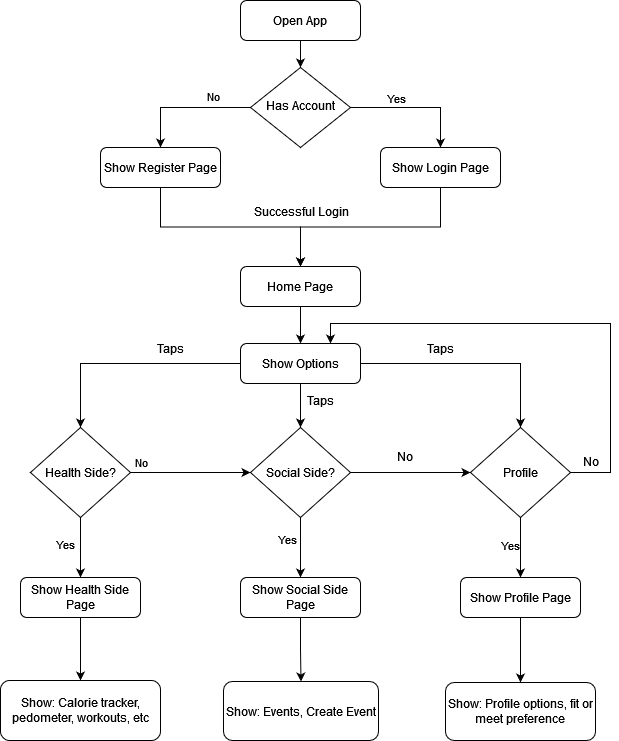 Open App
Has Account
No
Yes
Show Register Page
Show Login Page
Successful Login
Home Page
Show Options
Taps
Taps
Taps
Health Side?
No
Social Side?
No
Profile
No
Yes
Yes
Yes
Show Health Side
Page
Show Social Side
Page
Show Profile Page
Show: Calorie tracker,
pedometer, workouts, etc
Show: Events, Create Event
Show: Profile options, fit or
meet preference